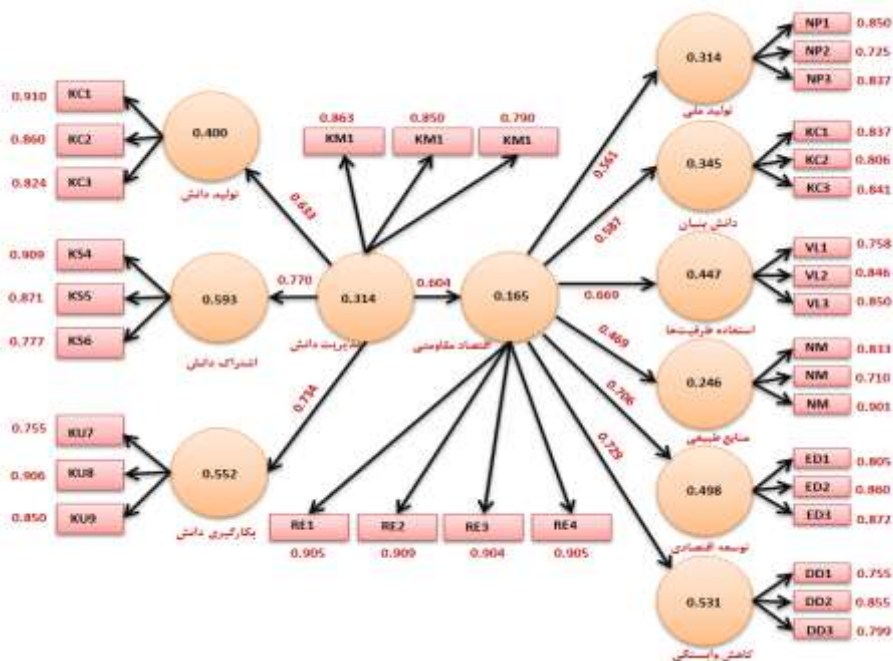 0.910 KC1
0.860 KC2
0.824 KC3
0.400
تولید دانش
0.909 KS4
0.871 KS5
0.777 KS6
0.593
اشتراک دانش
0.755 KU7
0.906 KU8
0.850 KU9
0.552
بکارگیری دانش
0.863 0.850 0.790
KM1 KM1 KM1
0.633
0.770
0.734
0.314
مدیریت دانش
0.604
0.165
اقتصاد مقاومتی
RE1 RE2 RE3 RE4
0.905 0.909 0.904 0.905
0.561
0.587
0.669
0.469
0.706
0.729
0.314
تولید ملی
NP1 0.850
NP2 0.725
NP3 0.837
0.345
دانش بنیان
KC1 0.837
KC2 0.806
KC3 0.841
0.447
استفاده ظرفیت‌ها
VL1 0.758
VL2 0.846
VL3 0.850
0.246
منابع طبیعی
NM 0.833
NM 0.710
NM 0.901
0.498
توسعه اقتصادی
ED1 0.805
ED2 0.860
ED3 0.872
0.531
کاهش وابستگی
DD1 0.755
DD2 0.855
DD3 0.799